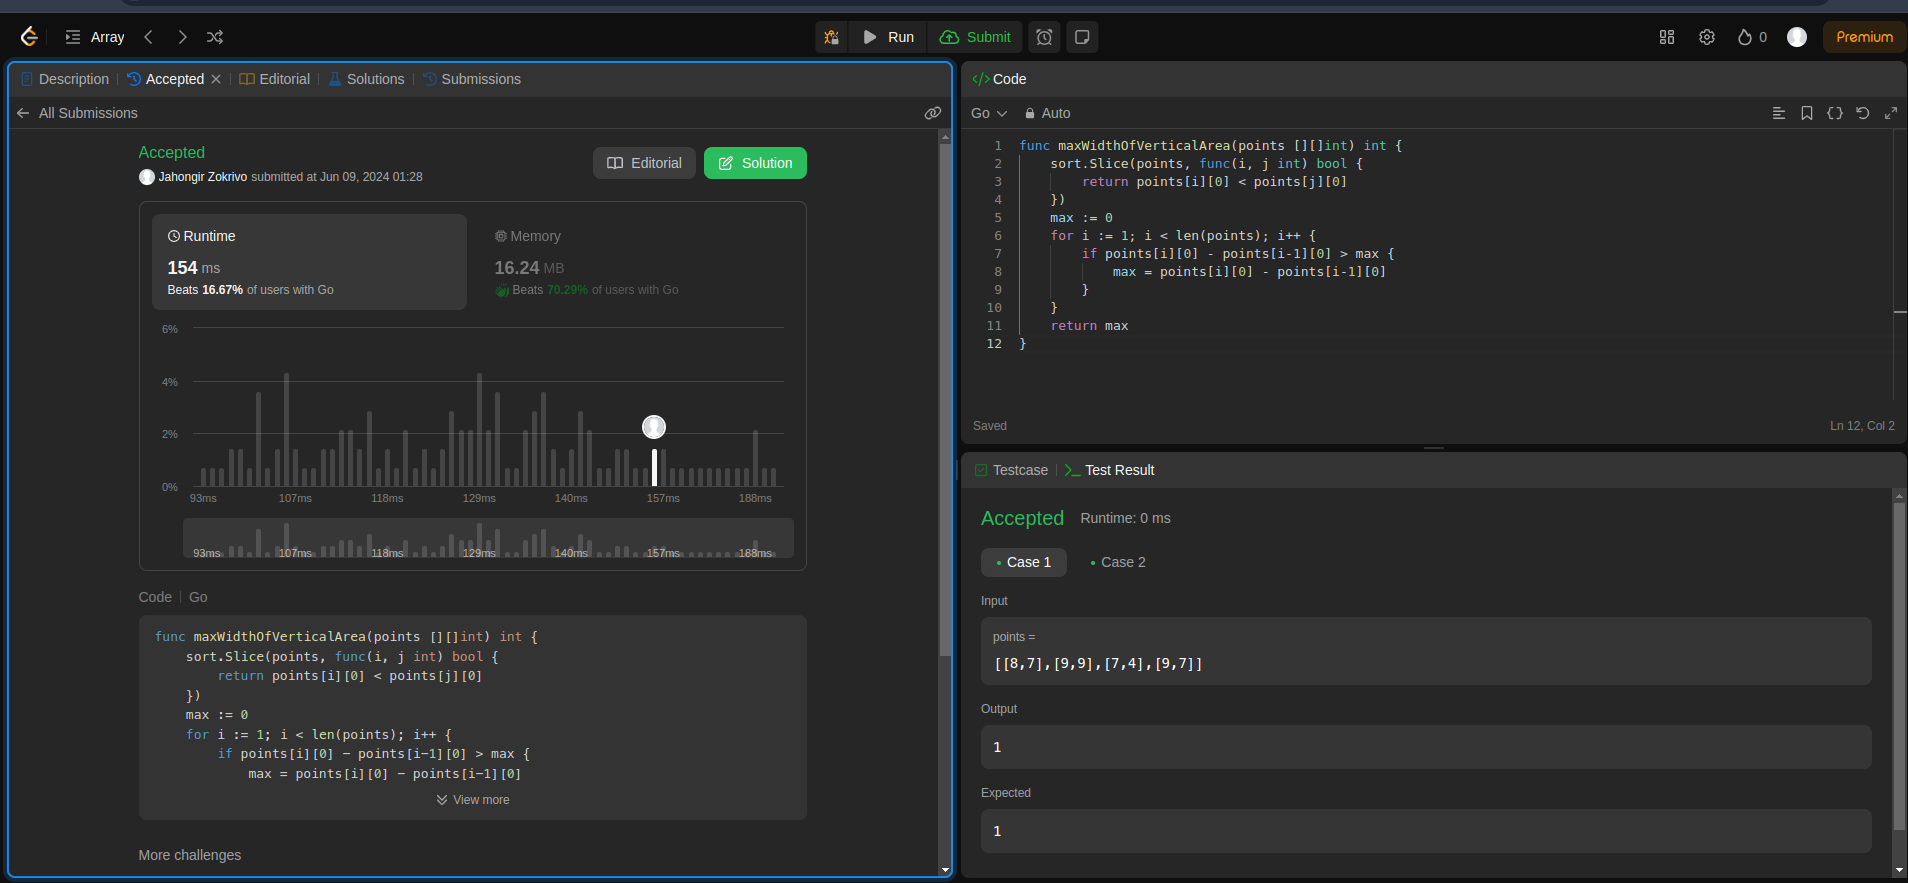 Array
Run
Submit
0
Premium
Description
Accepted
Editorial
Solutions
Submissions
All Submissions
Accepted
Jahongir Zokrivo submitted at Jun 09, 2024 01:28
Editorial
Solution
Runtime
154 ms
Beats 16.67% of users with Go
Memory
16.24 MB
Beats 70.29% of users with Go
6%
4%
2%
0%
93ms 107ms 118ms 129ms 140ms 157ms 188ms
93ms 107ms 118ms 129ms 140ms 157ms 188ms
Code | Go
func maxWidthOfVerticalArea(points [][]int) int {
    sort.Slice(points, func(i, j int) bool {
        return points[i][0] < points[j][0]
    })
    max := 0
    for i := 1; i < len(points); i++ {
        if points[i][0] - points[i-1][0] > max {
            max = points[i][0] - points[i-1][0]
View more
More challenges
</> Code
Go
Auto
1 func maxWidthOfVerticalArea(points [][]int) int {
2     sort.Slice(points, func(i, j int) bool {
3         return points[i][0] < points[j][0]
4     })
5     max := 0
6     for i := 1; i < len(points); i++ {
7         if points[i][0] - points[i-1][0] > max {
8             max = points[i][0] - points[i-1][0]
9         }
10     }
11     return max
12 }
Saved
Ln 12, Col 2
Testcase
>_ Test Result
Accepted
Runtime: 0 ms
Case 1
Case 2
Input
points =
[[8,7],[9,9],[7,4],[9,7]]
Output
1
Expected
1